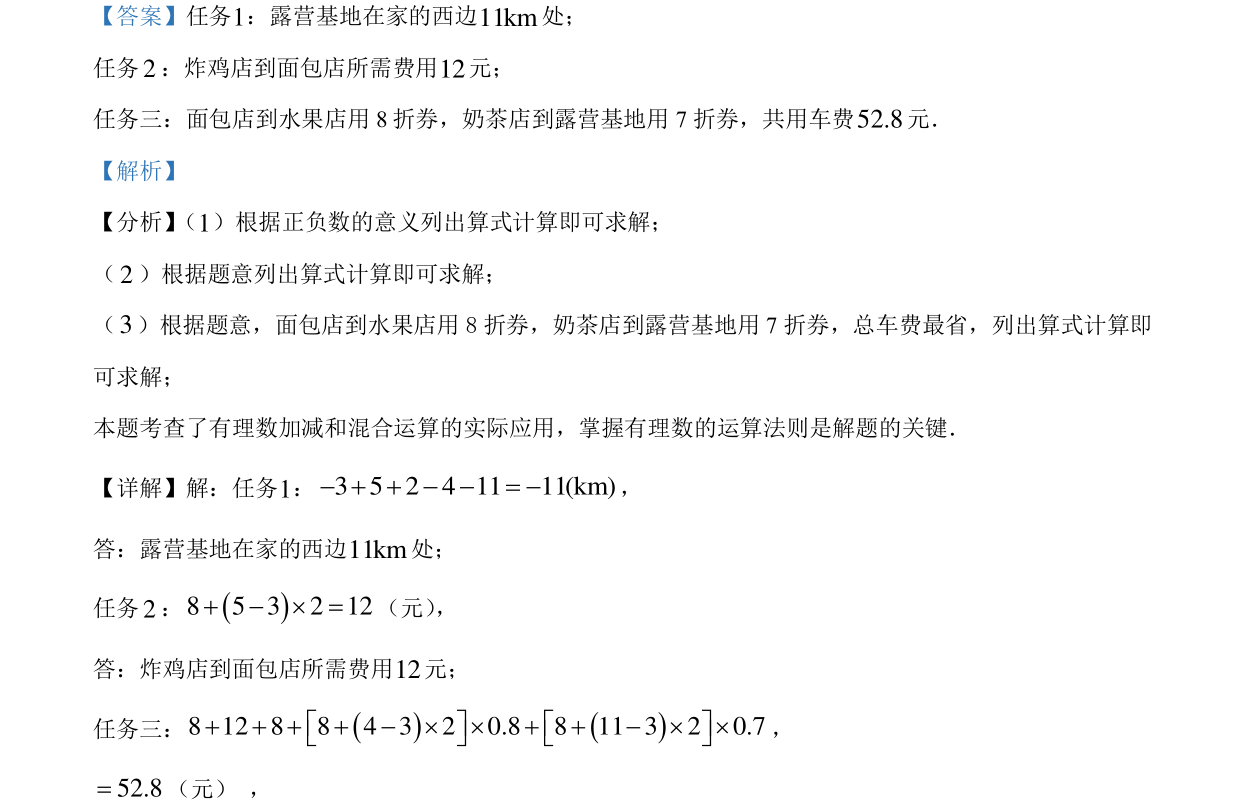 【答案】任务1：露营基地在家的西边11km处；
任务2：炸鸡店到面包店所需费用12元；
任务三：面包店到水果店用 8 折券，奶茶店到露营基地用 7 折券，共用车费52.8元．
【解析】
【分析】（1）根据正负数的意义列出算式计算即可求解；
（2）根据题意列出算式计算即可求解；
（3）根据题意，面包店到水果店用 8 折券，奶茶店到露营基地用 7 折券，总车费最省，列出算式计算即
可求解；
本题考查了有理数加减和混合运算的实际应用，掌握有理数的运算法则是解题的关键．
【详解】解：任务1：−3+5+2−4−11=−11(km)，
答：露营基地在家的西边11km处；
任务2：8+(5−3)×2=12（元），
答：炸鸡店到面包店所需费用12元；
任务三：8+12+8+[8+(4−3)×2]×0.8+[8+(11−3)×2]×0.7，
=52.8（元），